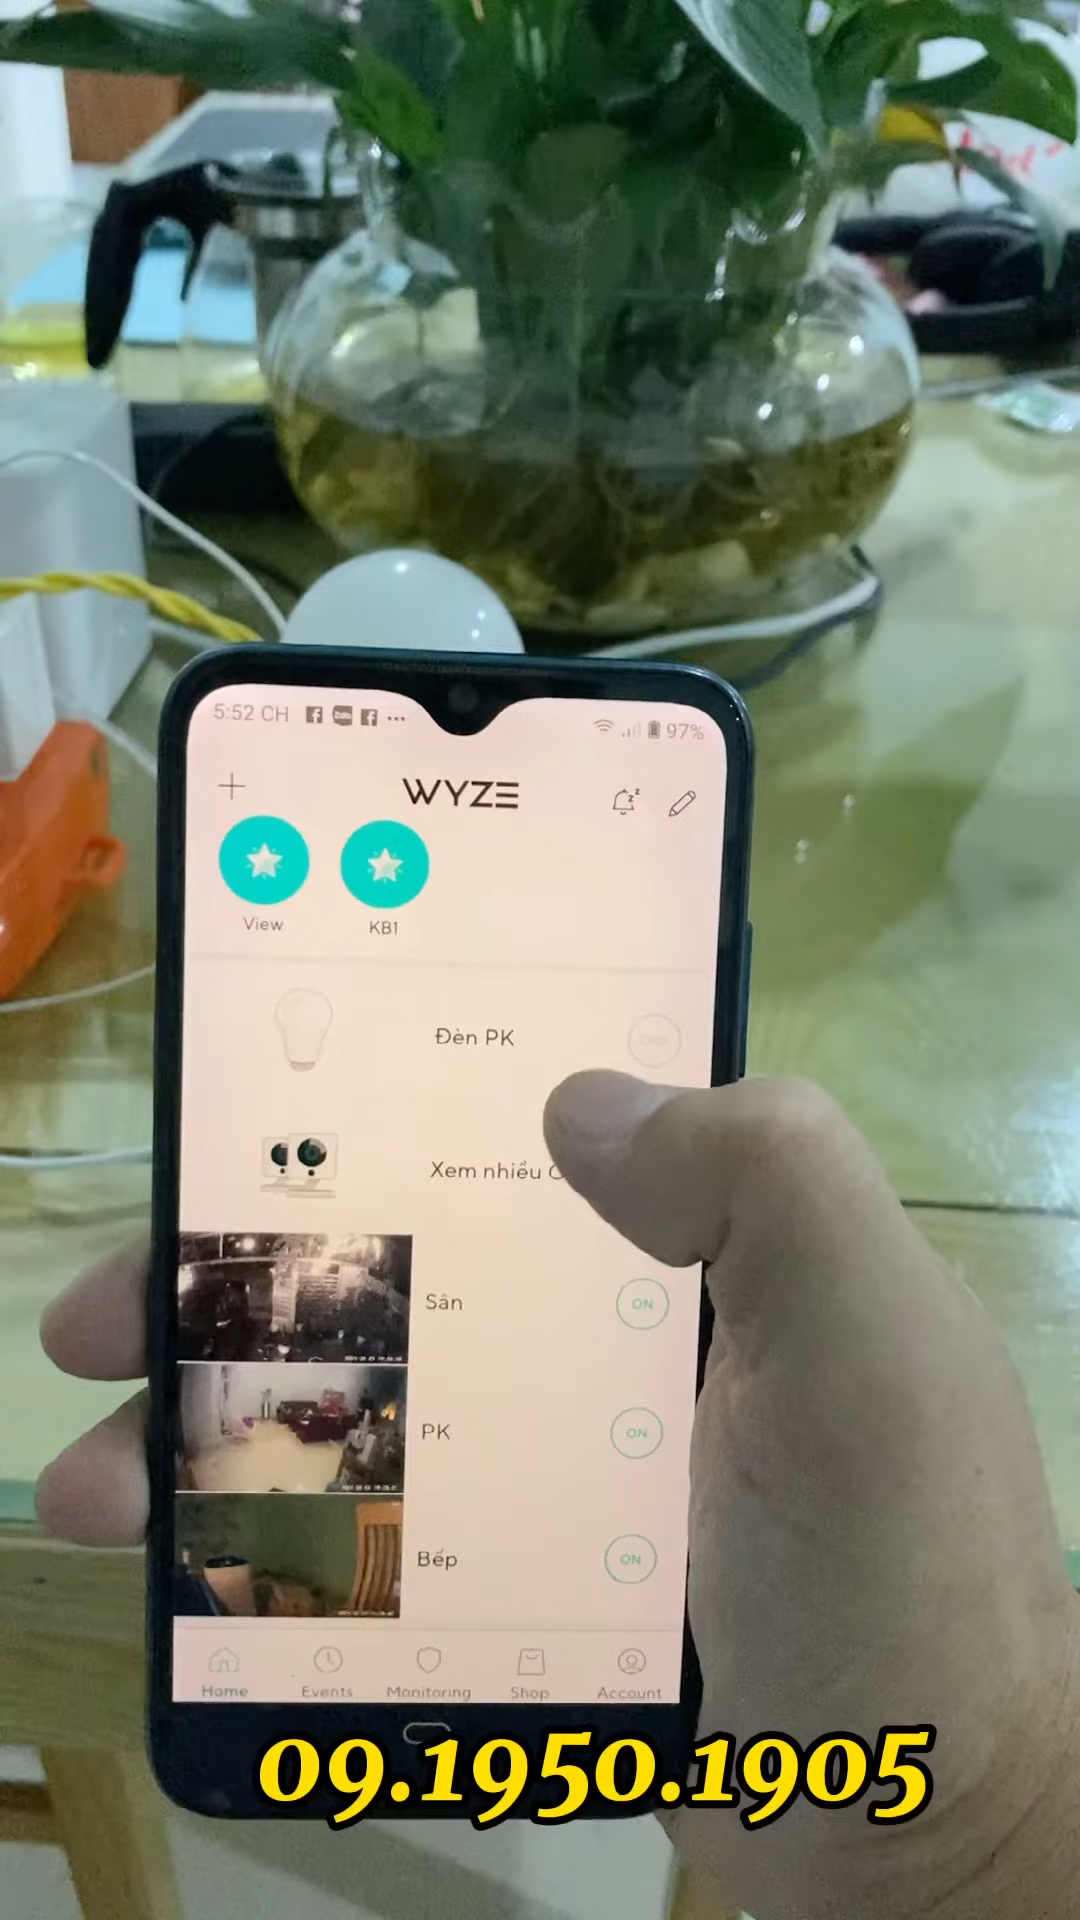 5:52 CH
97%
WYZE
View
KB1
Đèn PK
Xem nhiều
Sân
ON
PK
ON
Bếp
ON
Home
Events
Monitoring
Shop
Account
09.1950.1905